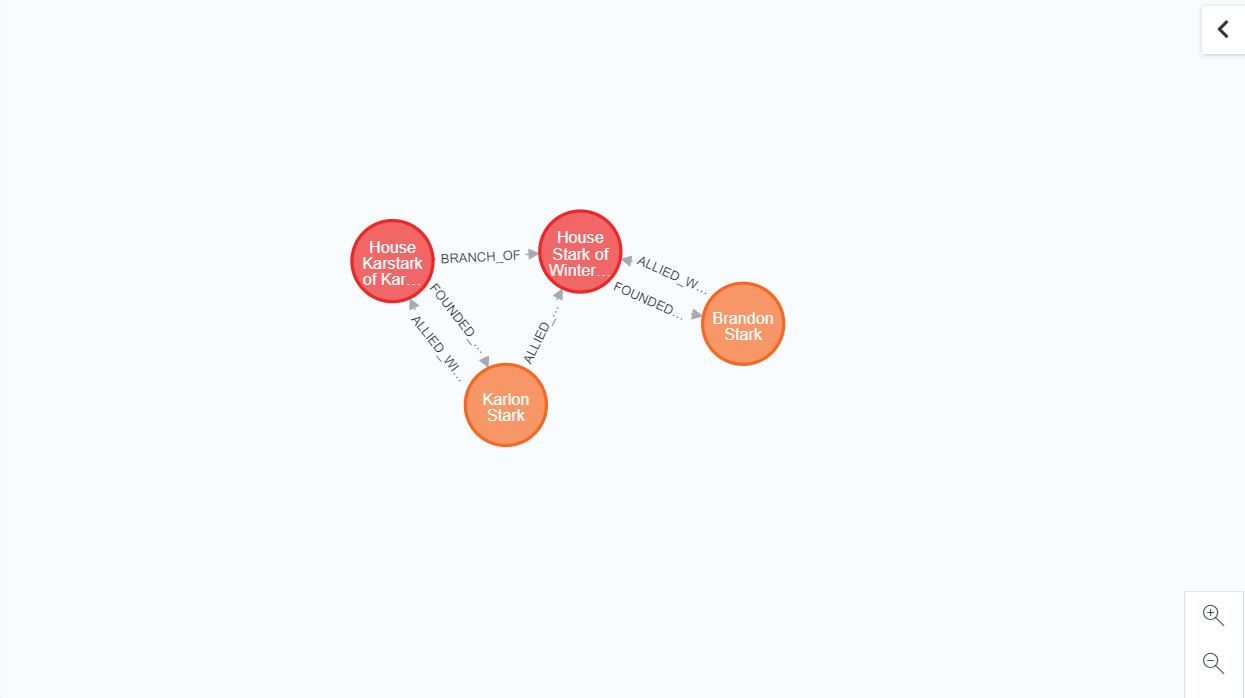 House
Karstark
of Kar…
BRANCH_OF
House
Stark of
Winter…
ALLIED_W…
FOUNDED…
Brandon
Stark
FOUNDED_…
ALLIED_WI…
ALLIED_…
Karlon
Stark